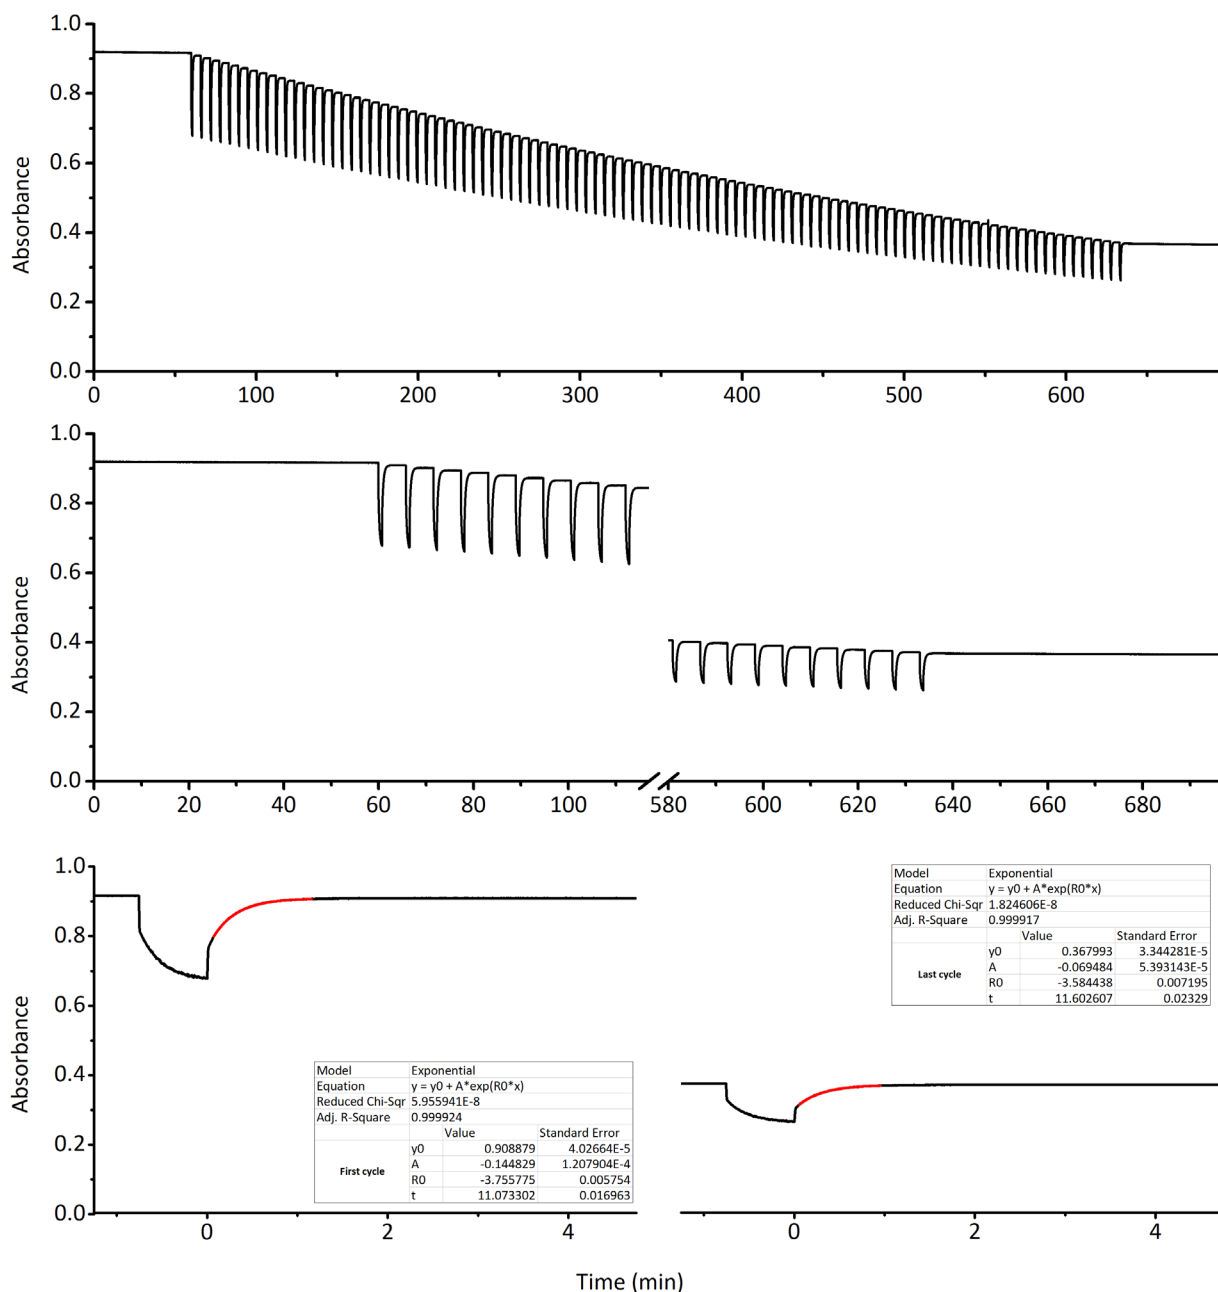 1.0
0.8
0.6
0.4
0.2
0.0
Absorbance
0 100 200 300 400 500 600
1.0
0.8
0.6
0.4
0.2
0.0
Absorbance
0 20 40 60 80 100 580 600 620 640 660 680
1.0
0.8
0.6
0.4
0.2
0.0
Absorbance
Model Exponential
Equation y = y0 + A*exp(R0*x)
Reduced Chi-Sqr 5.955941E-8
Adj. R-Square 0.999924
Value Standard Error
First cycle
y0 0.908879 4.02664E-5
A -0.144829 1.207904E-4
R0 -3.755775 0.005754
t 11.073302 0.016963
0 2 4
Model Exponential
Equation y = y0 + A*exp(R0*x)
Reduced Chi-Sqr 1.824606E-8
Adj. R-Square 0.999917
Value Standard Error
Last cycle
y0 0.367993 3.344281E-5
A -0.069484 5.393143E-5
R0 -3.584438 0.007195
t 11.602607 0.02329
0 2 4
Time (min)